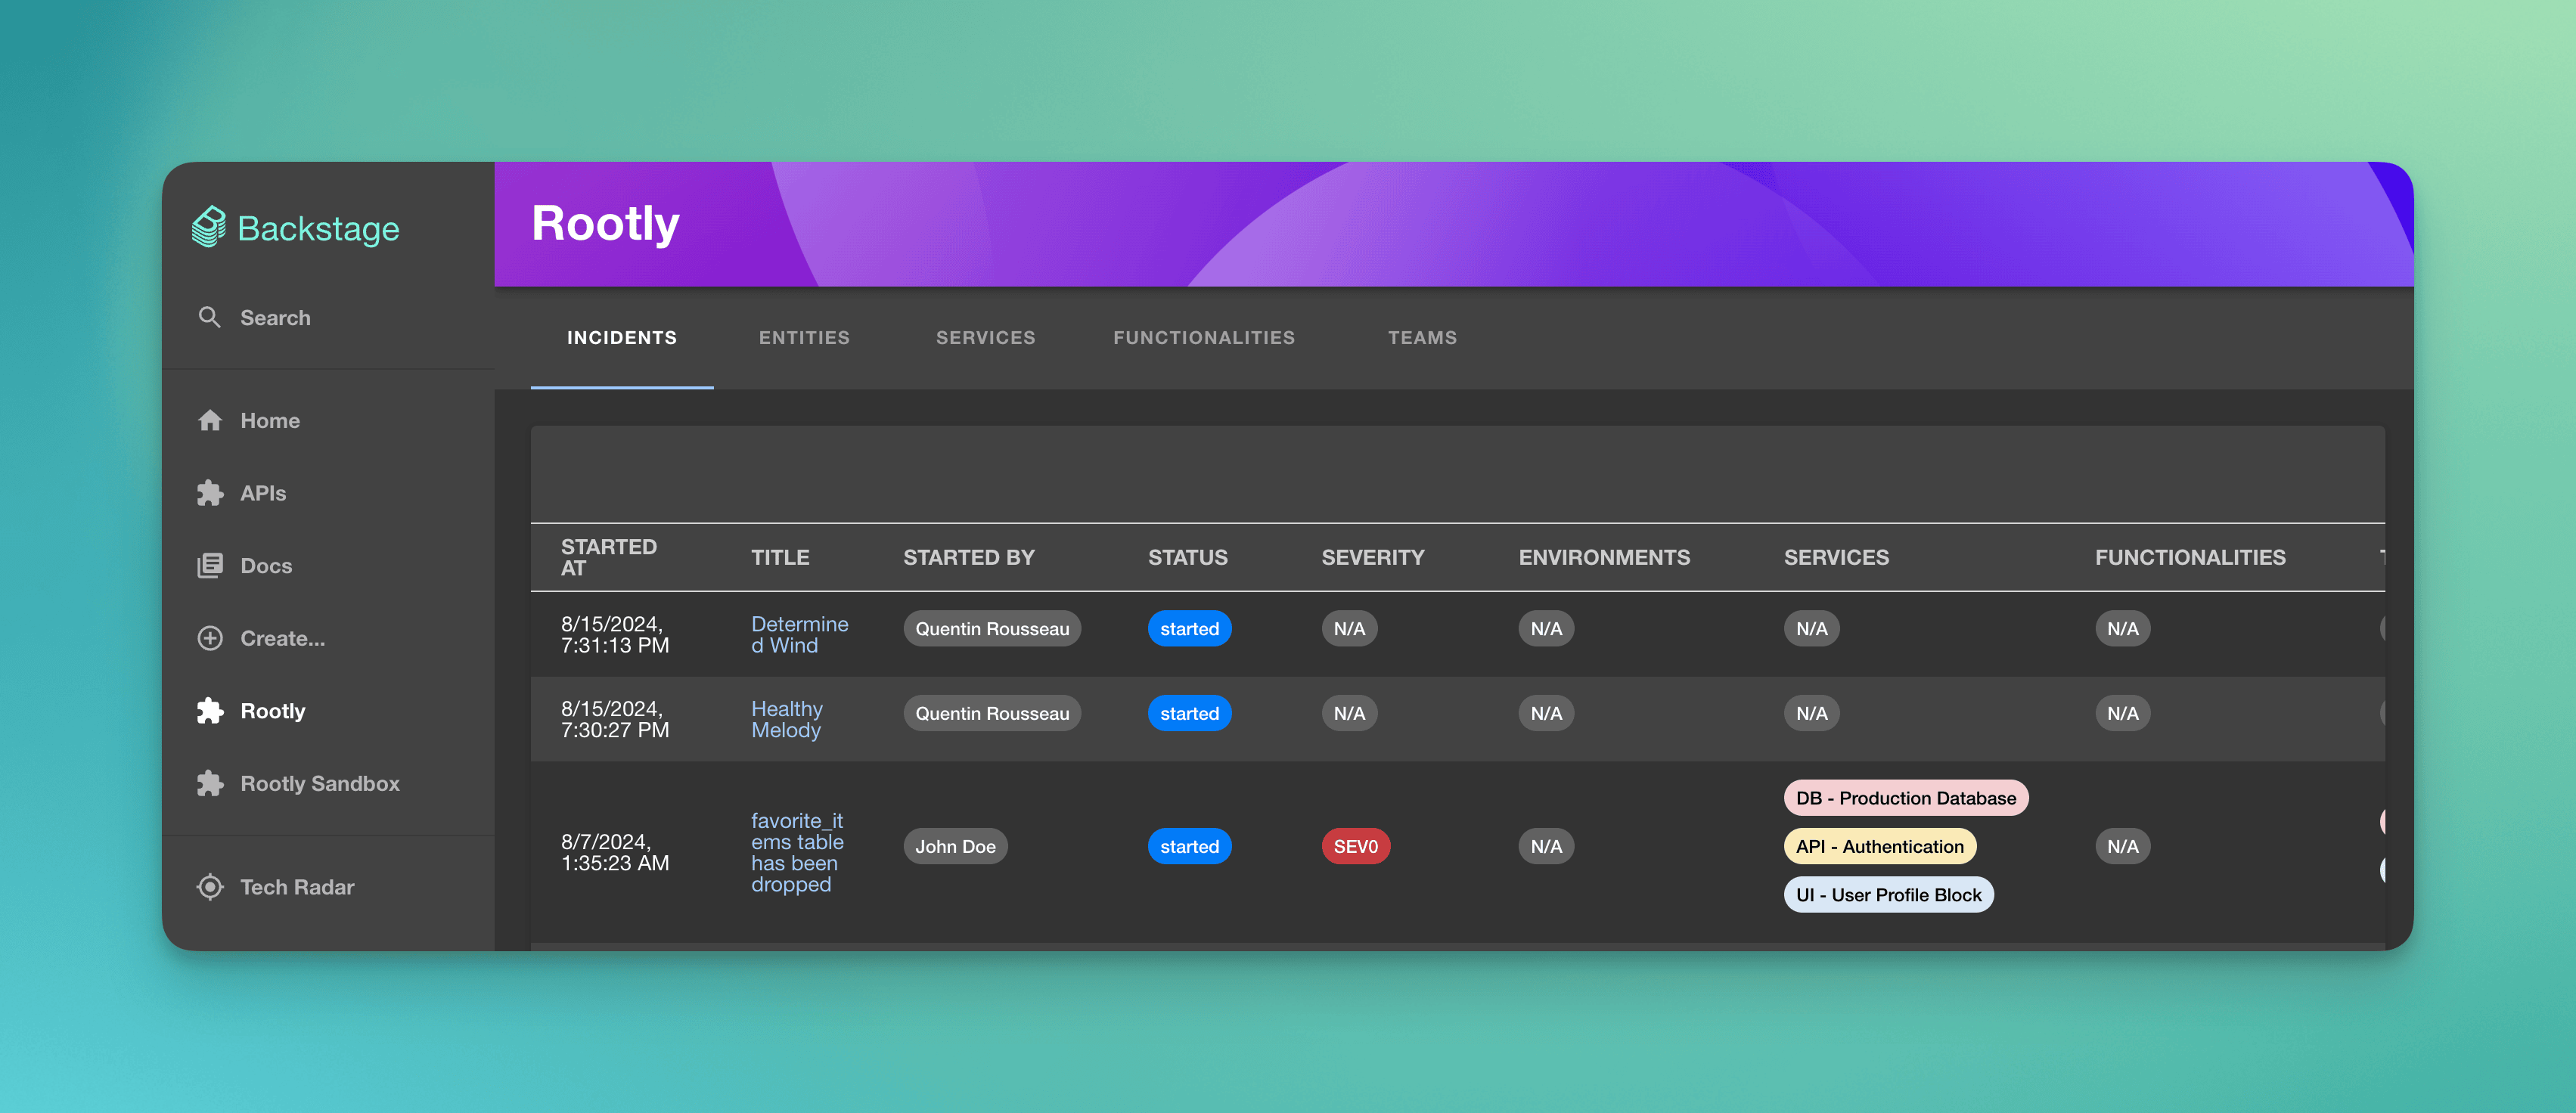 Backstage
Search
Home
APIs
Docs
Create...
Rootly
Rootly Sandbox
Tech Radar
Rootly
INCIDENTS ENTITIES SERVICES FUNCTIONALITIES TEAMS
STARTED
AT
TITLE STARTED BY STATUS SEVERITY ENVIRONMENTS SERVICES FUNCTIONALITIES
8/15/2024,
7:31:13 PM
Determine
d Wind
Quentin Rousseau started N/A N/A N/A N/A
8/15/2024,
7:30:27 PM
Healthy
Melody
Quentin Rousseau started N/A N/A N/A N/A
8/7/2024,
1:35:23 AM
favorite_it
ems table
has been
dropped
John Doe started SEV0 N/A
DB - Production Database
API - Authentication
UI - User Profile Block
N/A